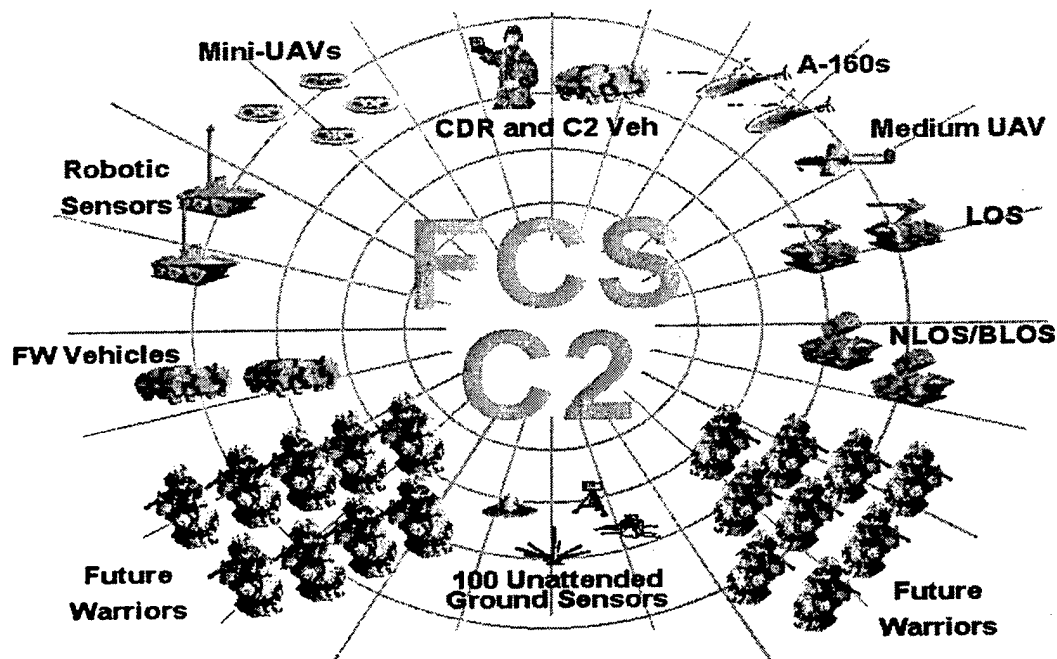 Mini-UAVs
A-160s
CDR and C2 Veh
Medium UAV
Robotic
Sensors
LOS
FCS
C2
FW Vehicles
NLOS/BLOS
Future
Warriors
100 Unattended
Ground Sensors
Future
Warriors